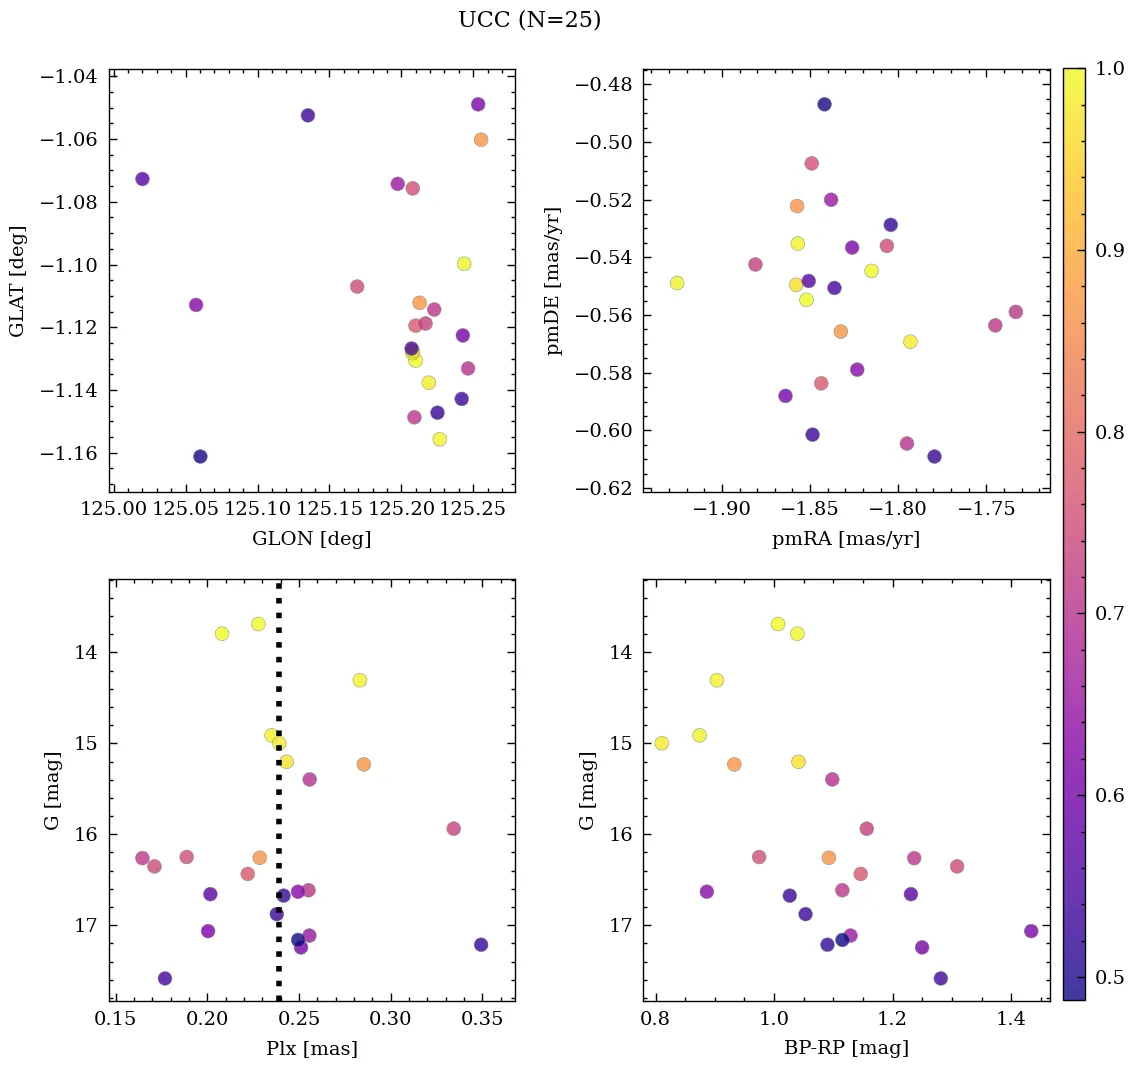 UCC (N=25)
−1.04
−1.06
−1.08
−1.10
−1.12
−1.14
−1.16
GLAT [deg]
125.00 125.05 125.10 125.15 125.20 125.25
GLON [deg]
−0.48
−0.50
−0.52
−0.54
−0.56
−0.58
−0.60
−0.62
pmDE [mas/yr]
−1.90 −1.85 −1.80 −1.75
pmRA [mas/yr]
14
15
16
17
G [mag]
0.15 0.20 0.25 0.30 0.35
Plx [mas]
14
15
16
17
G [mag]
0.8 1.0 1.2 1.4
BP-RP [mag]
1.0
0.9
0.8
0.7
0.6
0.5